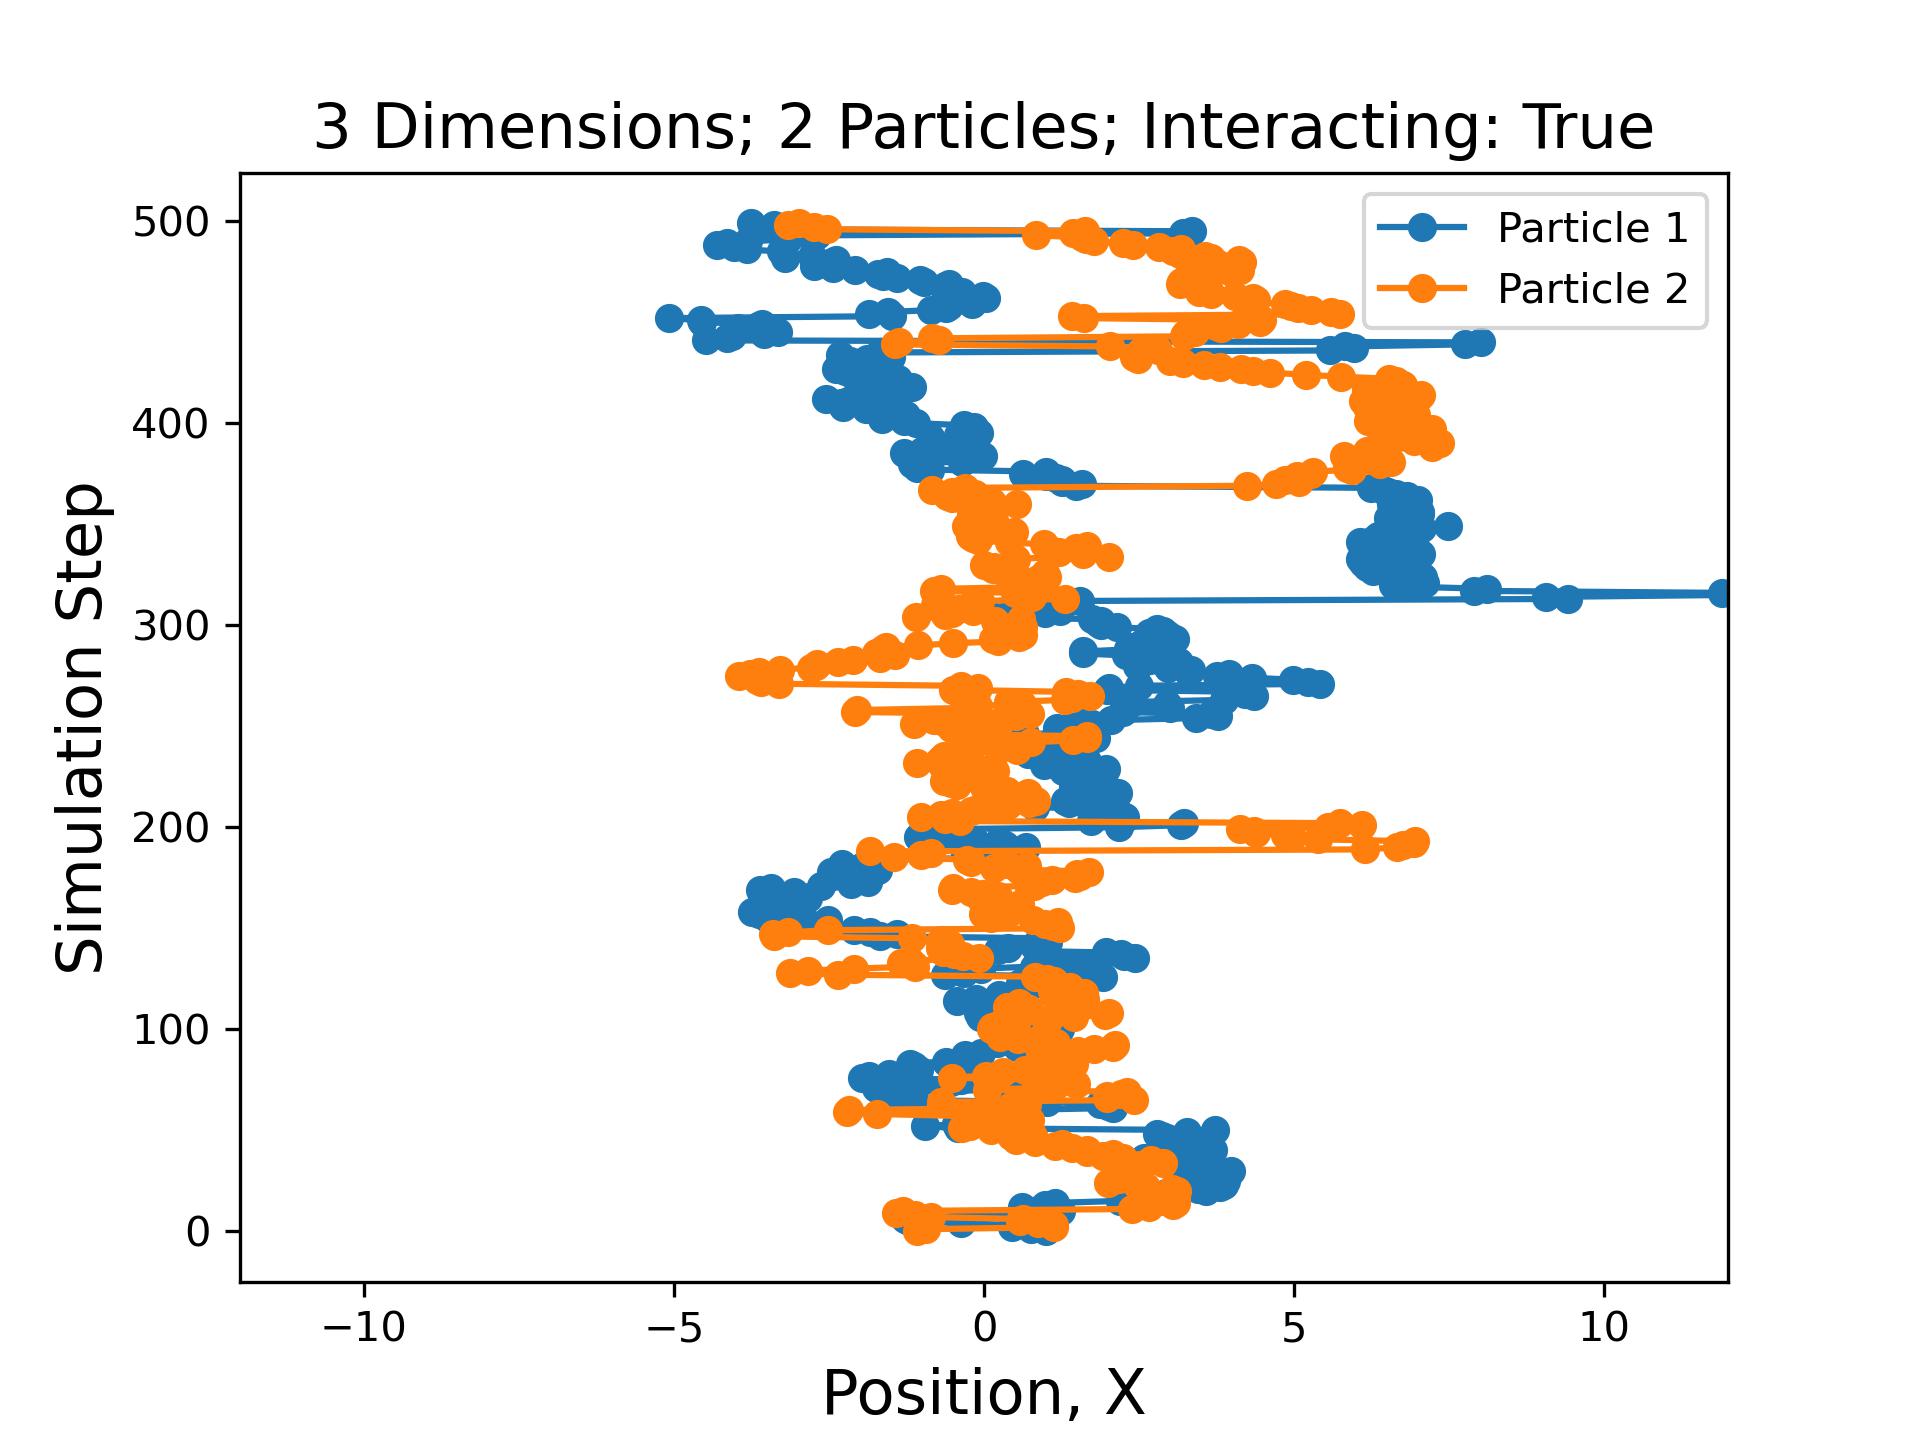 3 Dimensions; 2 Particles; Interacting: True
Particle 1
Particle 2
Simulation Step
500
400
300
200
100
0
−10 −5 0 5 10
Position, X